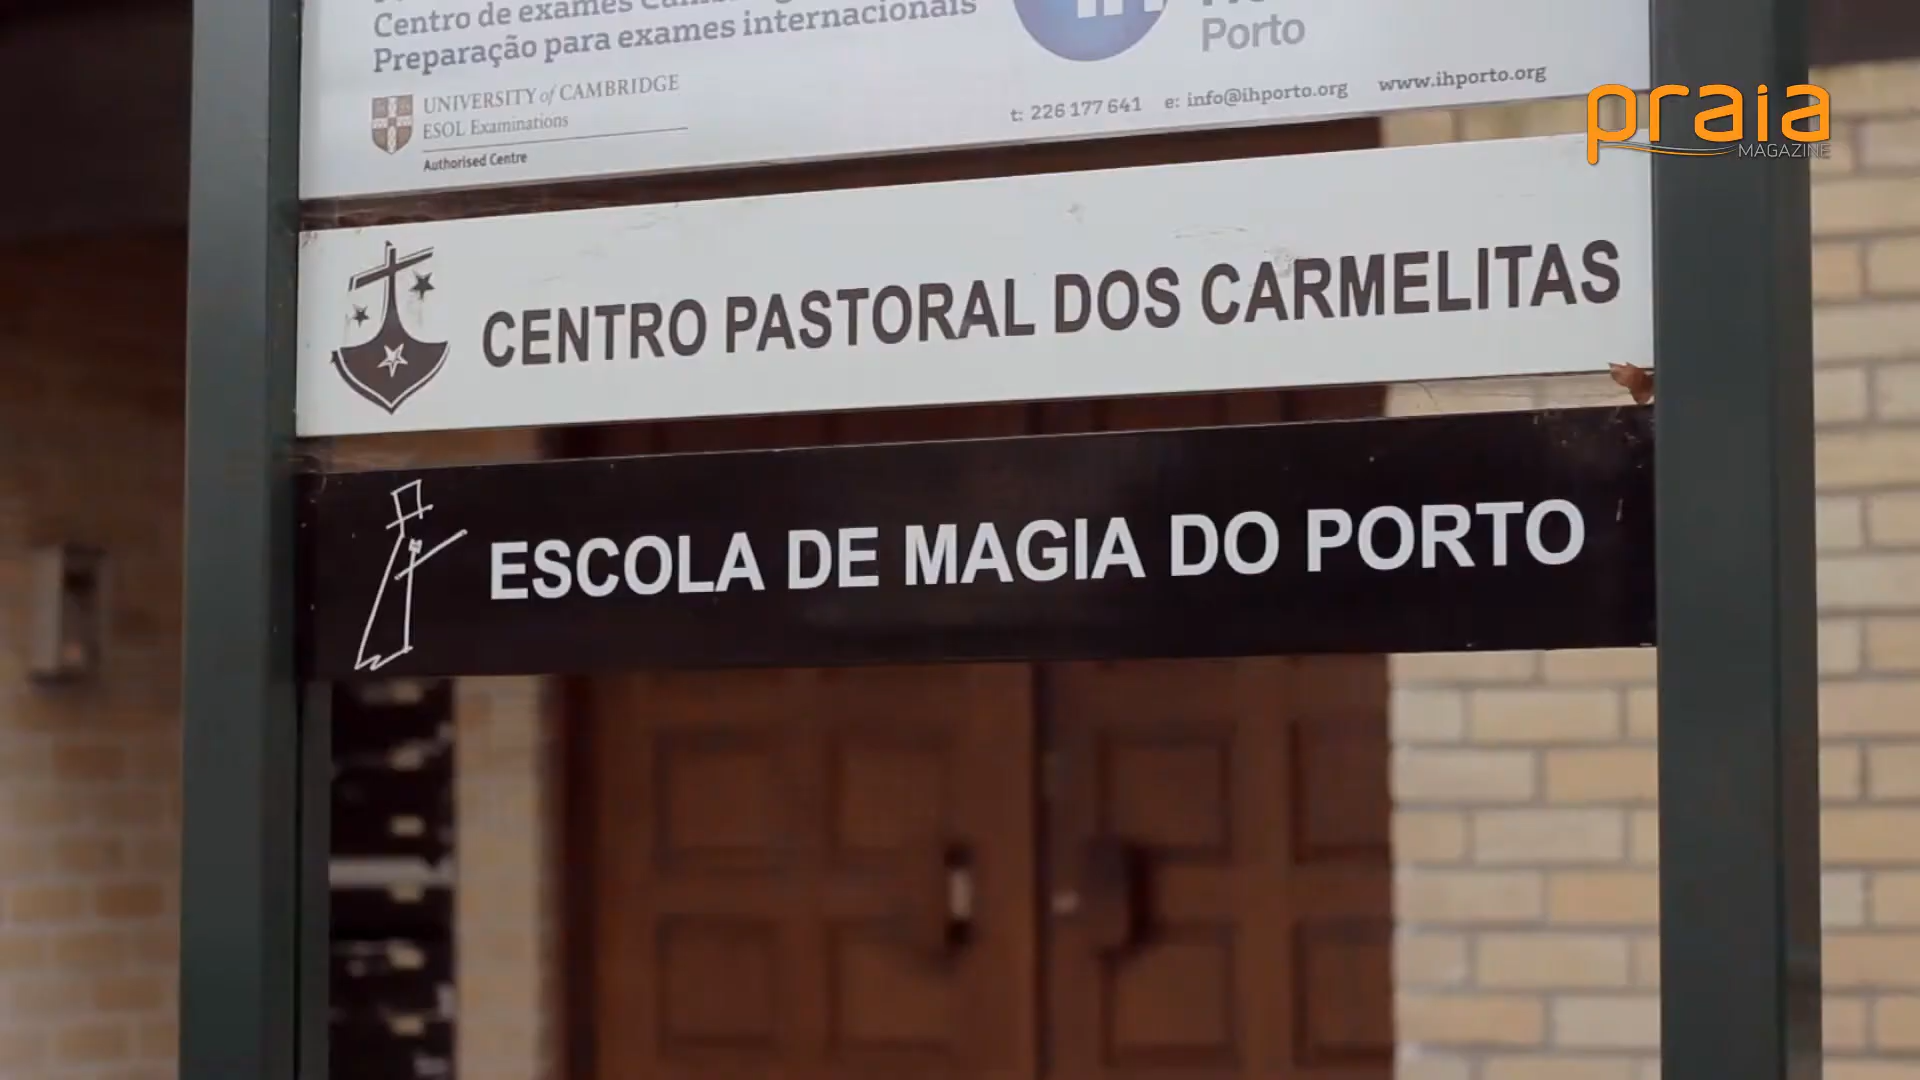 Centro de exames
Preparação para exames internacionais
Porto
UNIVERSITY of CAMBRIDGE
ESOL Examinations
Authorised Centre
t: 226 177 641 e: info@ihporto.org www.ihporto.org
praia
MAGAZINE
CENTRO PASTORAL DOS CARMELITAS
ESCOLA DE MAGIA DO PORTO